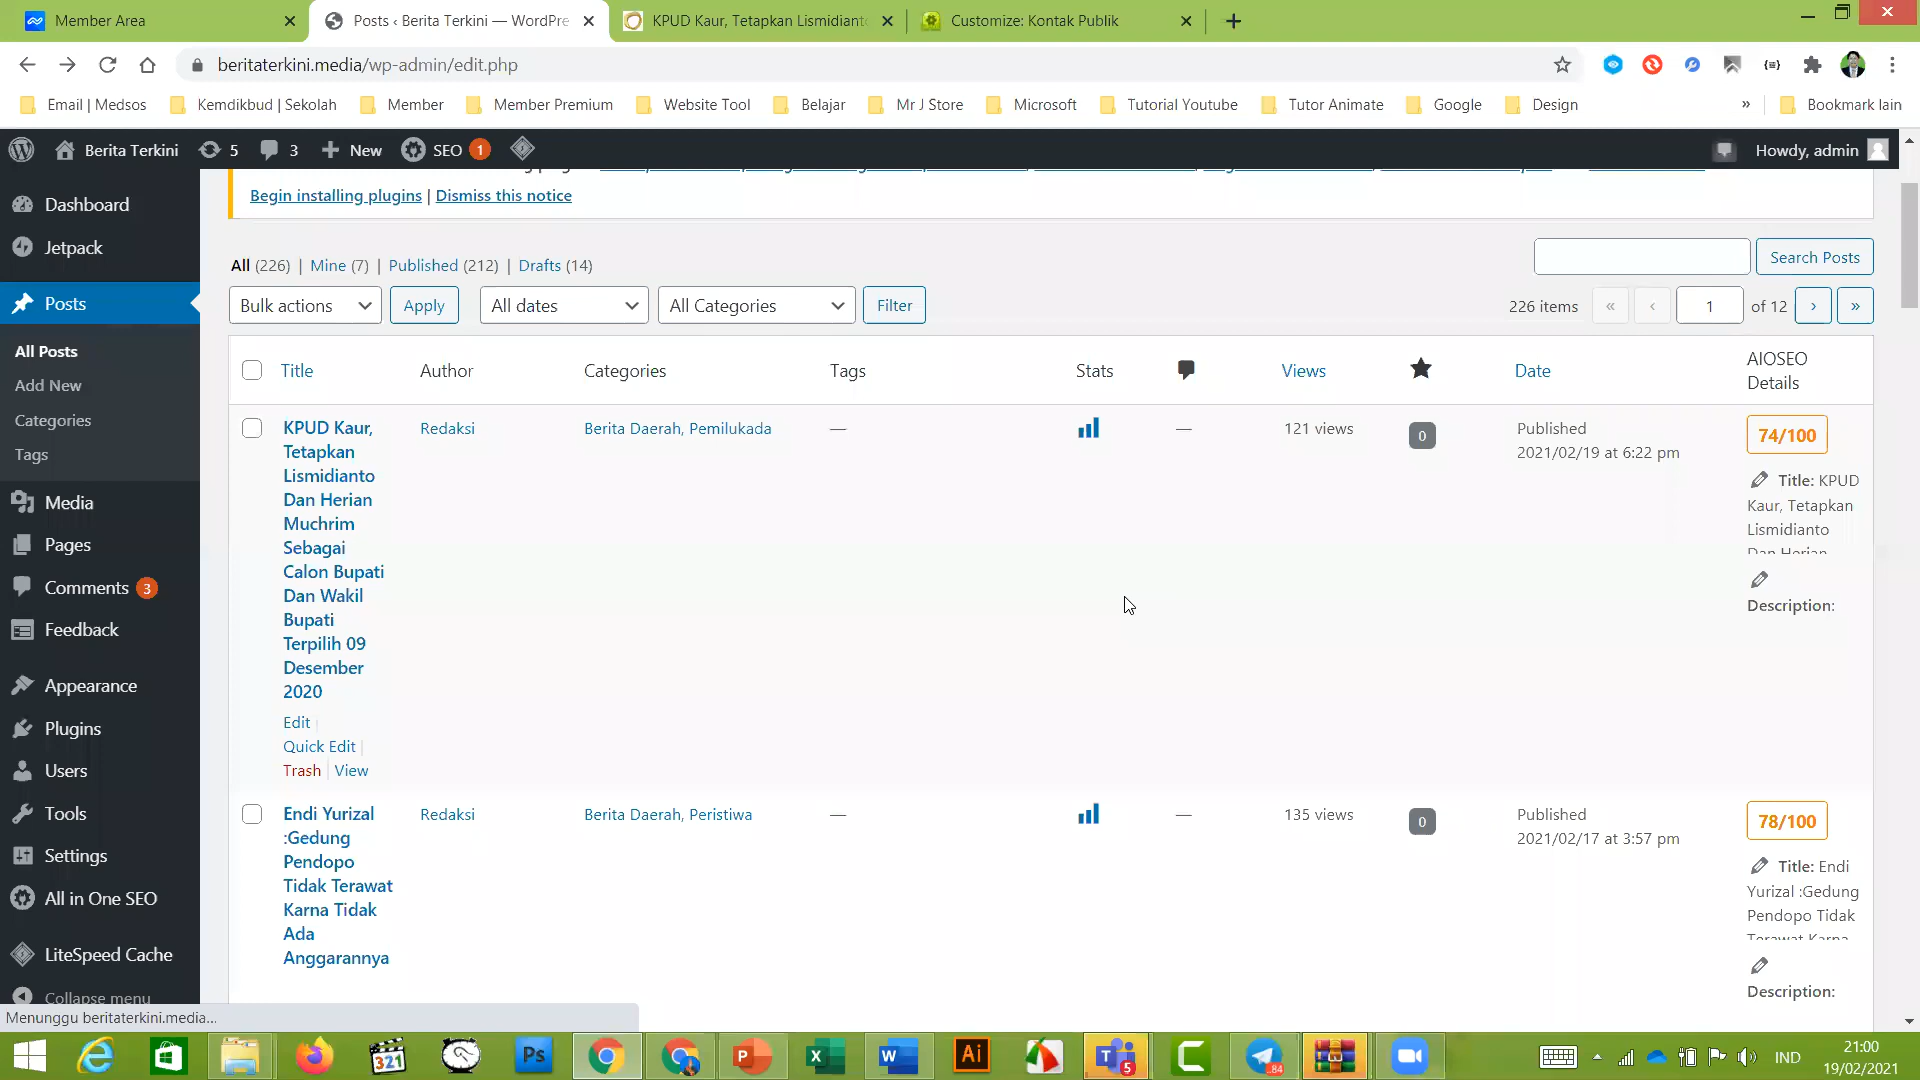 Member Area
Posts ‹ Berita Terkini — WordPre
KPUD Kaur, Tetapkan Lismidianto
Customize: Kontak Publik
beritaterkini.media/wp-admin/edit.php
Email | Medsos
Kemdikbud | Sekolah
Member
Member Premium
Website Tool
Belajar
Mr J Store
Microsoft
Tutorial Youtube
Tutor Animate
Google
Design
»
Bookmark lain
Berita Terkini
5
3
New
SEO 1
Howdy, admin
Dashboard
Jetpack
Posts
All Posts
Add New
Categories
Tags
Media
Pages
Comments 3
Feedback
Appearance
Plugins
Users
Tools
Settings
All in One SEO
LiteSpeed Cache
Collapse menu
Begin installing plugins | Dismiss this notice
All (226) | Mine (7) | Published (212) | Drafts (14)
Search Posts
Bulk actions
Apply
All dates
All Categories
Filter
226 items « ‹ 1 of 12 › »
Title
Author
Categories
Tags
Stats
Views
Date
AIOSEO
Details
KPUD Kaur,
Tetapkan
Lismidianto
Dan Herian
Muchrim
Sebagai
Calon Bupati
Dan Wakil
Bupati
Terpilih 09
Desember
2020
Edit |
Quick Edit |
Trash | View
Redaksi
Berita Daerah, Pemilukada
—
—
121 views
0
Published
2021/02/19 at 6:22 pm
74/100
Title: KPUD
Kaur, Tetapkan
Lismidianto
Dan Herian
Description:
Endi Yurizal
:Gedung
Pendopo
Tidak Terawat
Karna Tidak
Ada
Anggarannya
Redaksi
Berita Daerah, Peristiwa
—
—
135 views
0
Published
2021/02/17 at 3:57 pm
78/100
Title: Endi
Yurizal :Gedung
Pendopo Tidak
Terawat Karna
Description:
Menunggu beritaterkini.media...
321
Ps
P
X
W
Ai
T 5
C
84
IND
21:00
19/02/2021